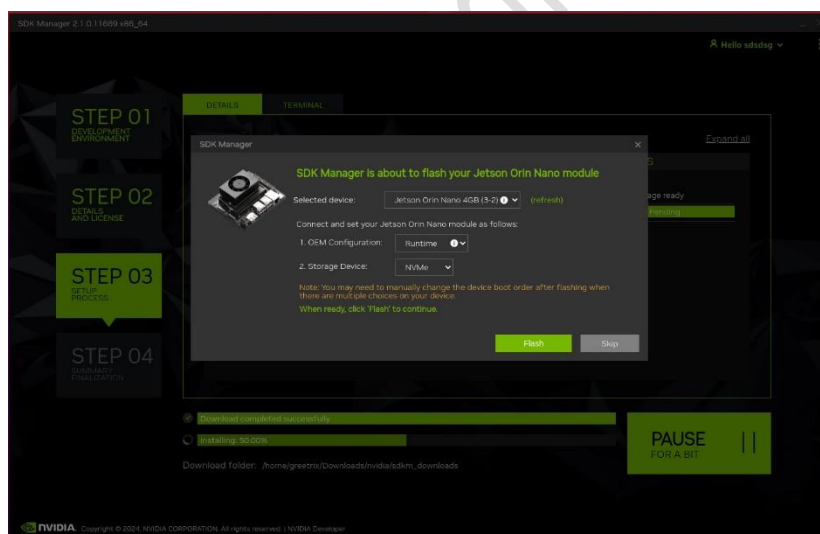 SDK Manager 2.1.0.11669 x86_64
Hello sdsdsg
STEP 01
DEVELOPMENT
ENVIRONMENT
DETAILS
TERMINAL
Expand all
SDK Manager
SDK Manager is about to flash your Jetson Orin Nano module
Selected device: Jetson Orin Nano 4GB (3-2) (refresh)
Connect and set your Jetson Orin Nano module as follows:
1. OEM Configuration: Runtime
2. Storage Device: NVMe
Note: You may need to manually change the device boot order after flashing when
there are multiple choices on your device.
When ready, click 'Flash' to continue.
Flash
Skip
S
age ready
Pending
STEP 02
DETAILS
AND LICENSE
STEP 03
SETUP
PROCESS
STEP 04
SUMMARY
FINALIZATION
Download completed successfully
Installing: 50.00%
Download folder: /home/greetrix/Downloads/nvidia/sdkm_downloads
PAUSE
FOR A BIT
NVIDIA. Copyright © 2024, NVIDIA CORPORATION. All rights reserved. | NVIDIA Developer